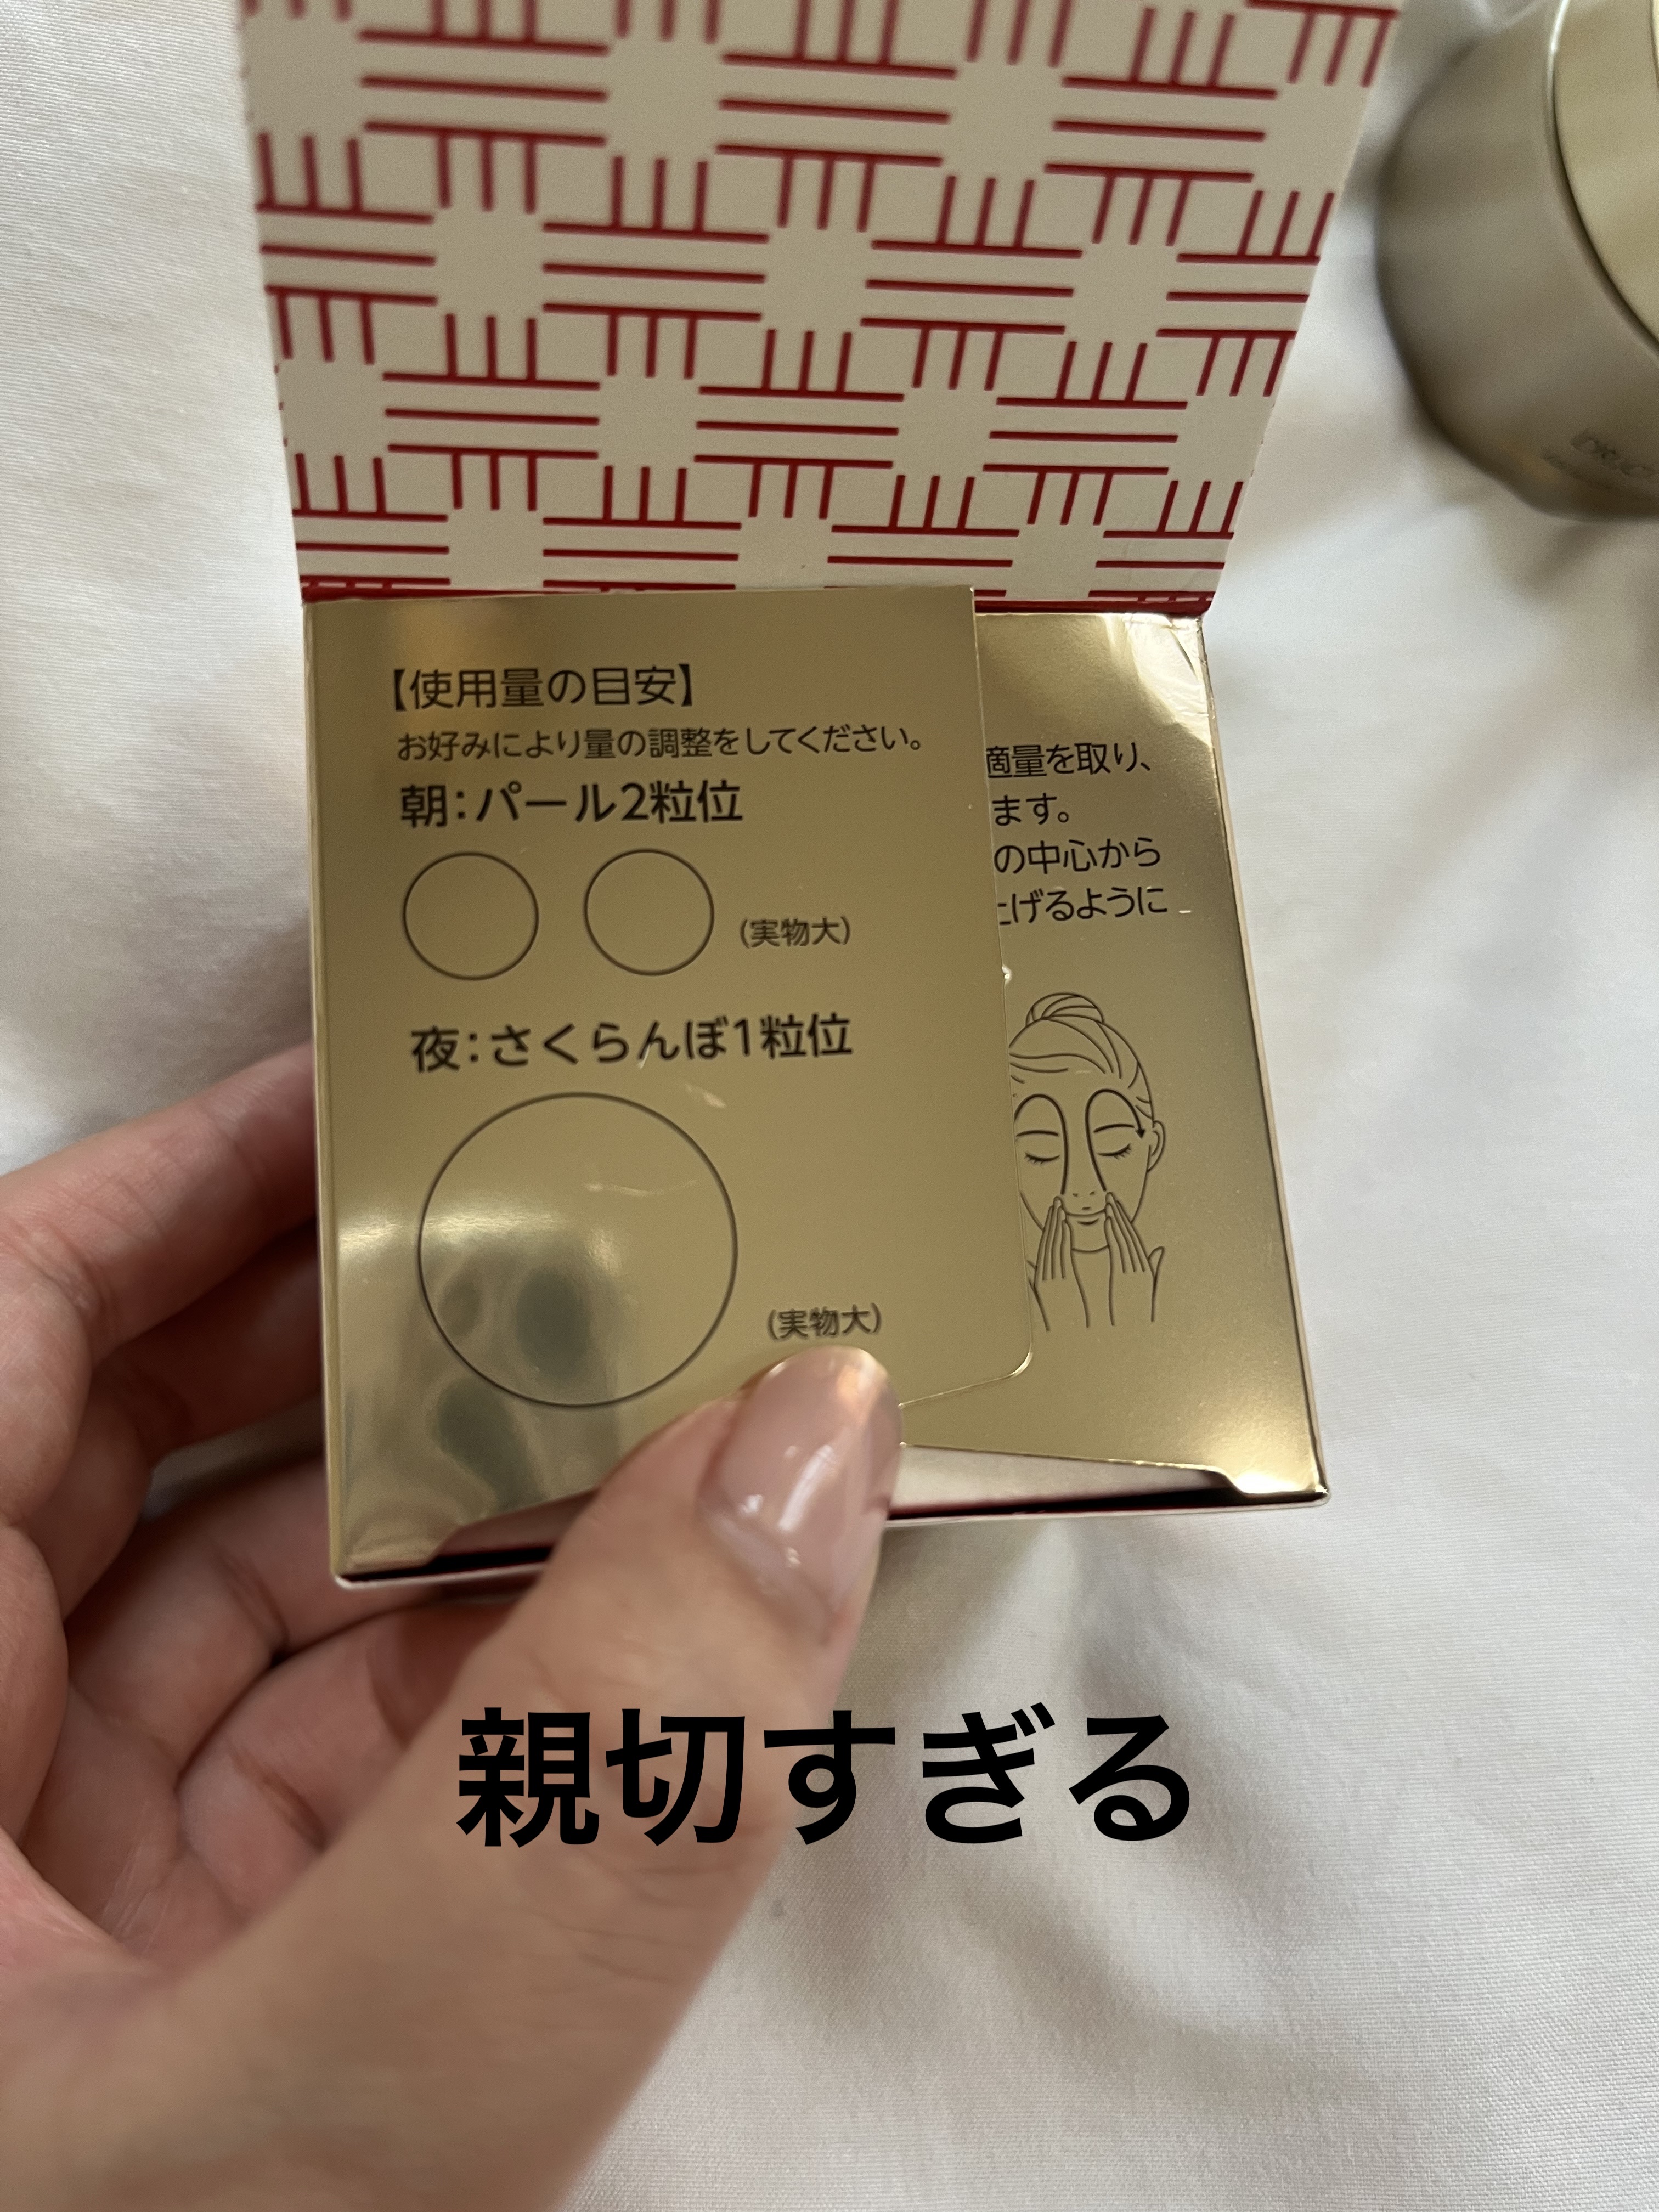 【使用量の目安】
お好みにより量の調整をしてください。
朝：パール2粒位
（実物大）
夜：さくらんぼ1粒位
（実物大）
適量を取り、
ます。
の中心から
上げるように
親切すぎる